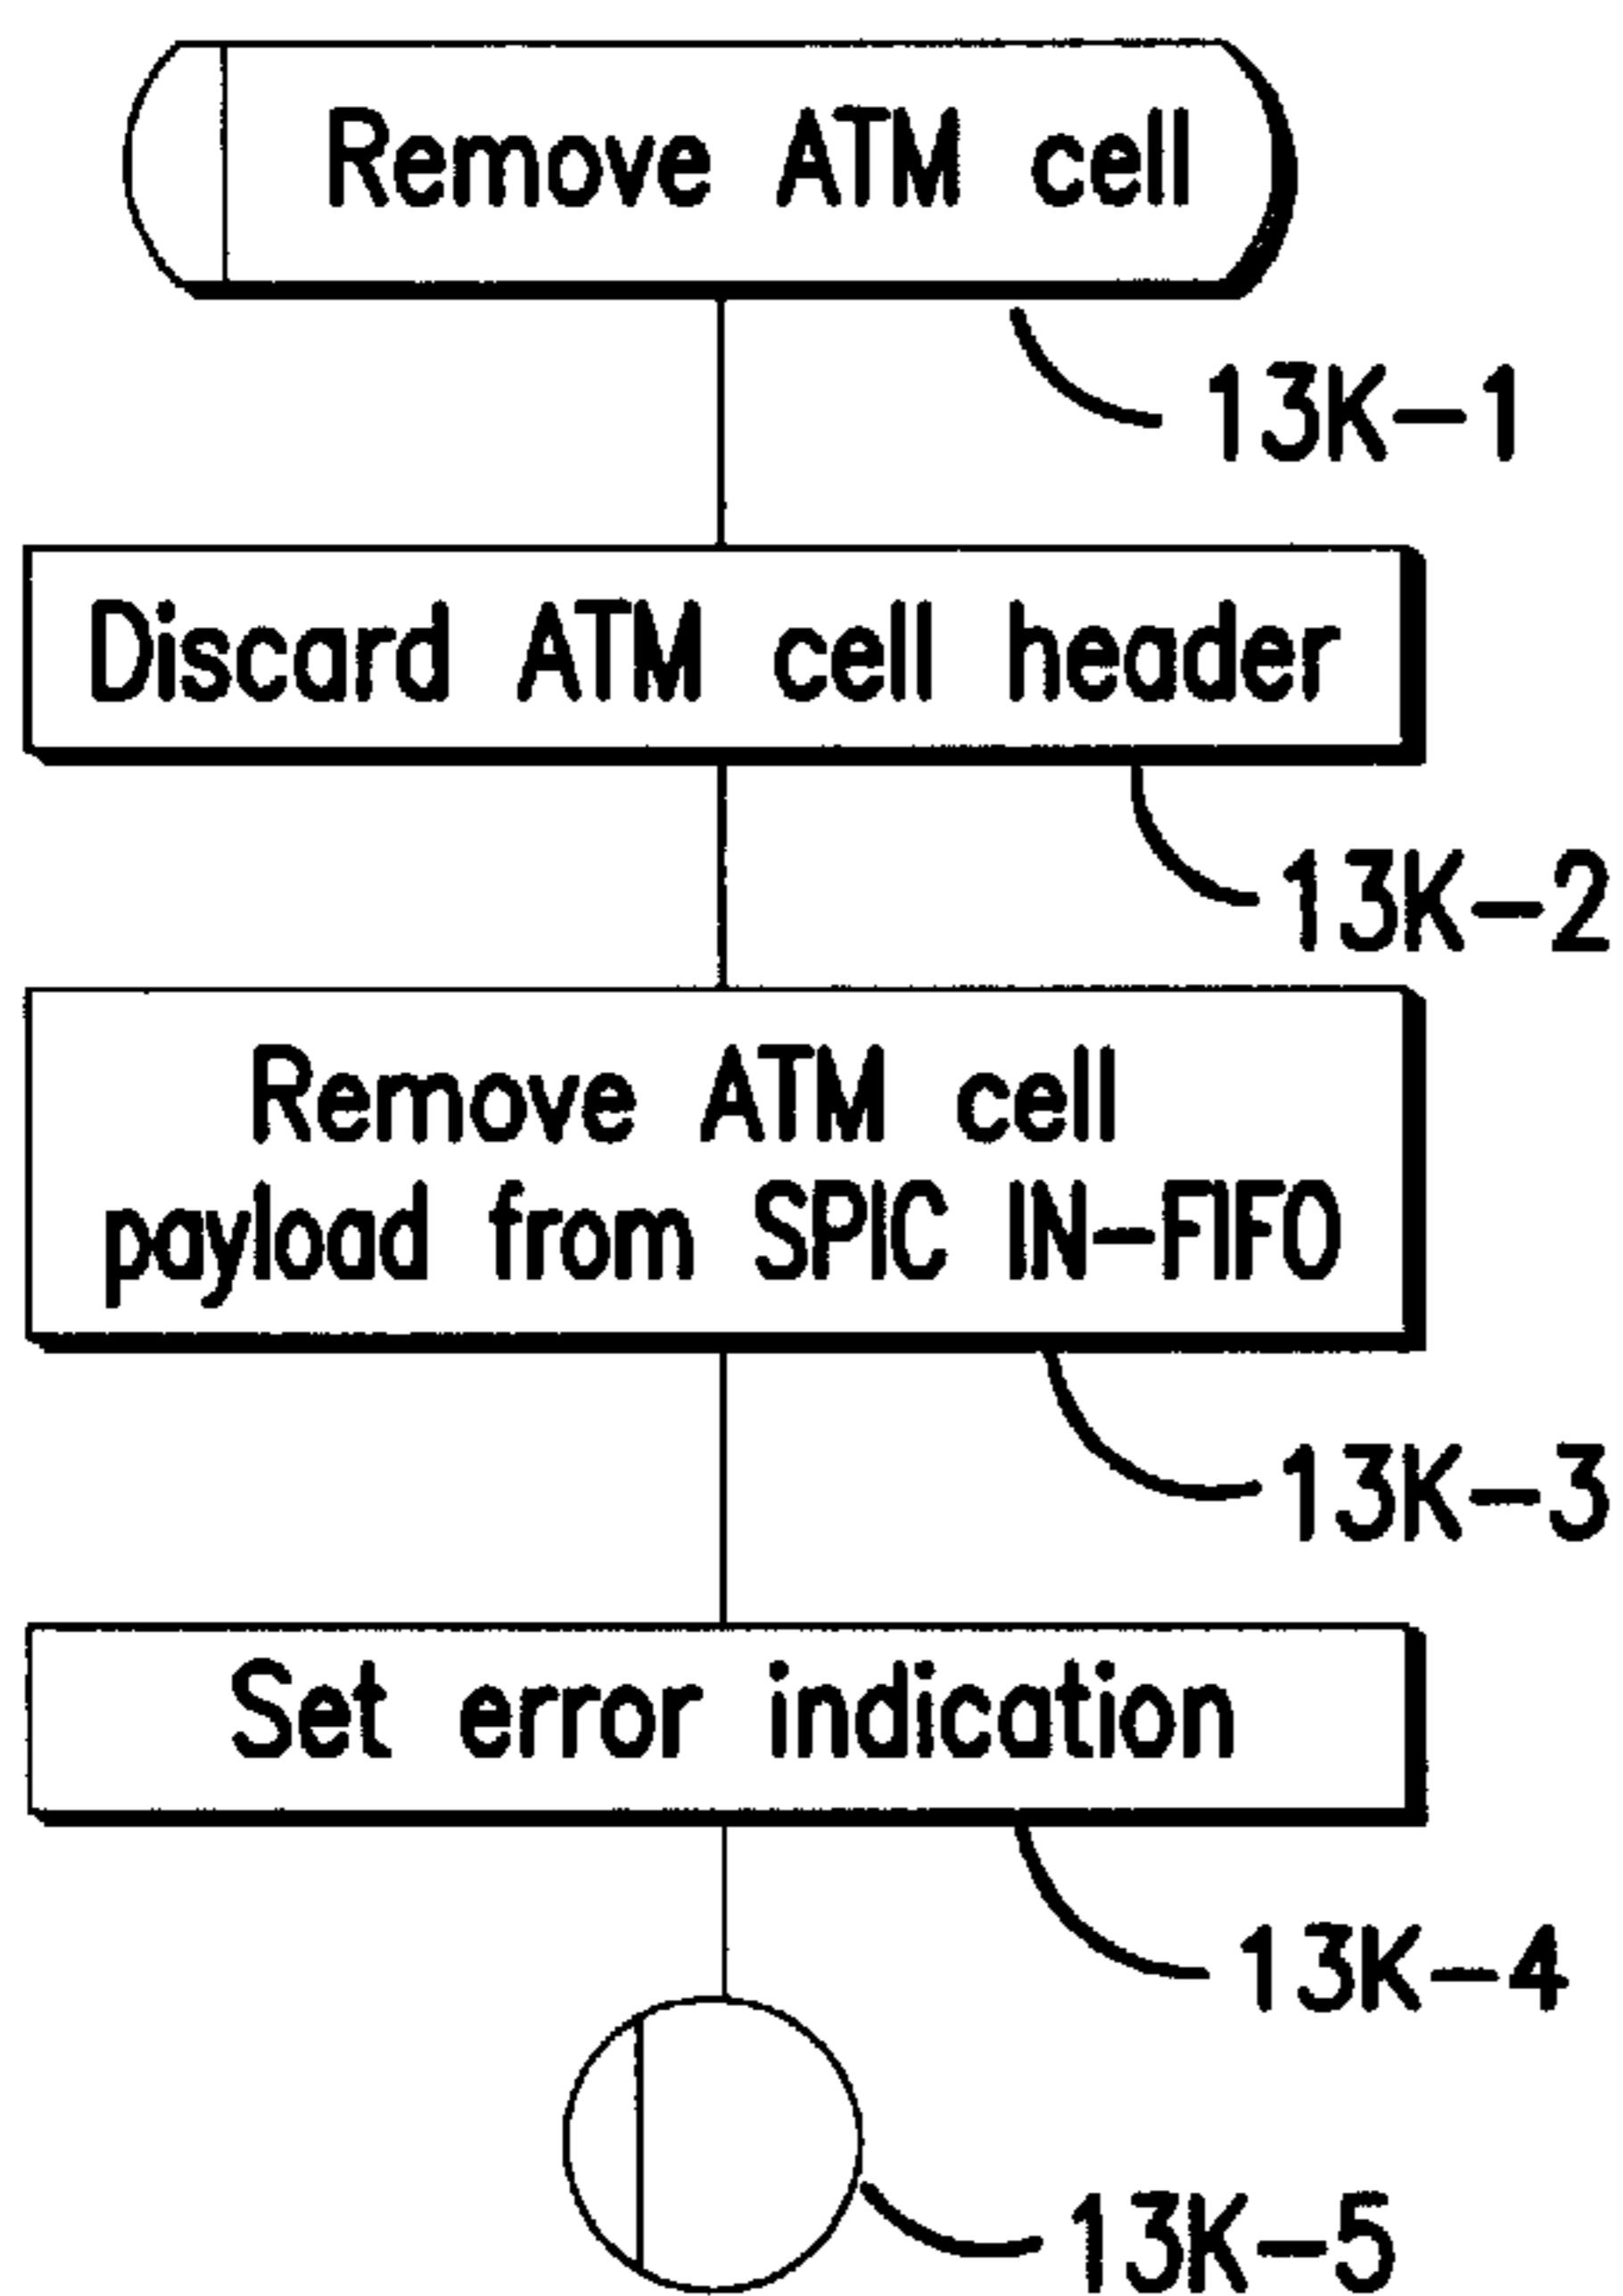 Remove ATM cell
13K-1
Discard ATM cell header
13K-2
Remove ATM cell
payload from SPIC IN-FIFO
13K-3
Set error indication
13K-4
13K-5